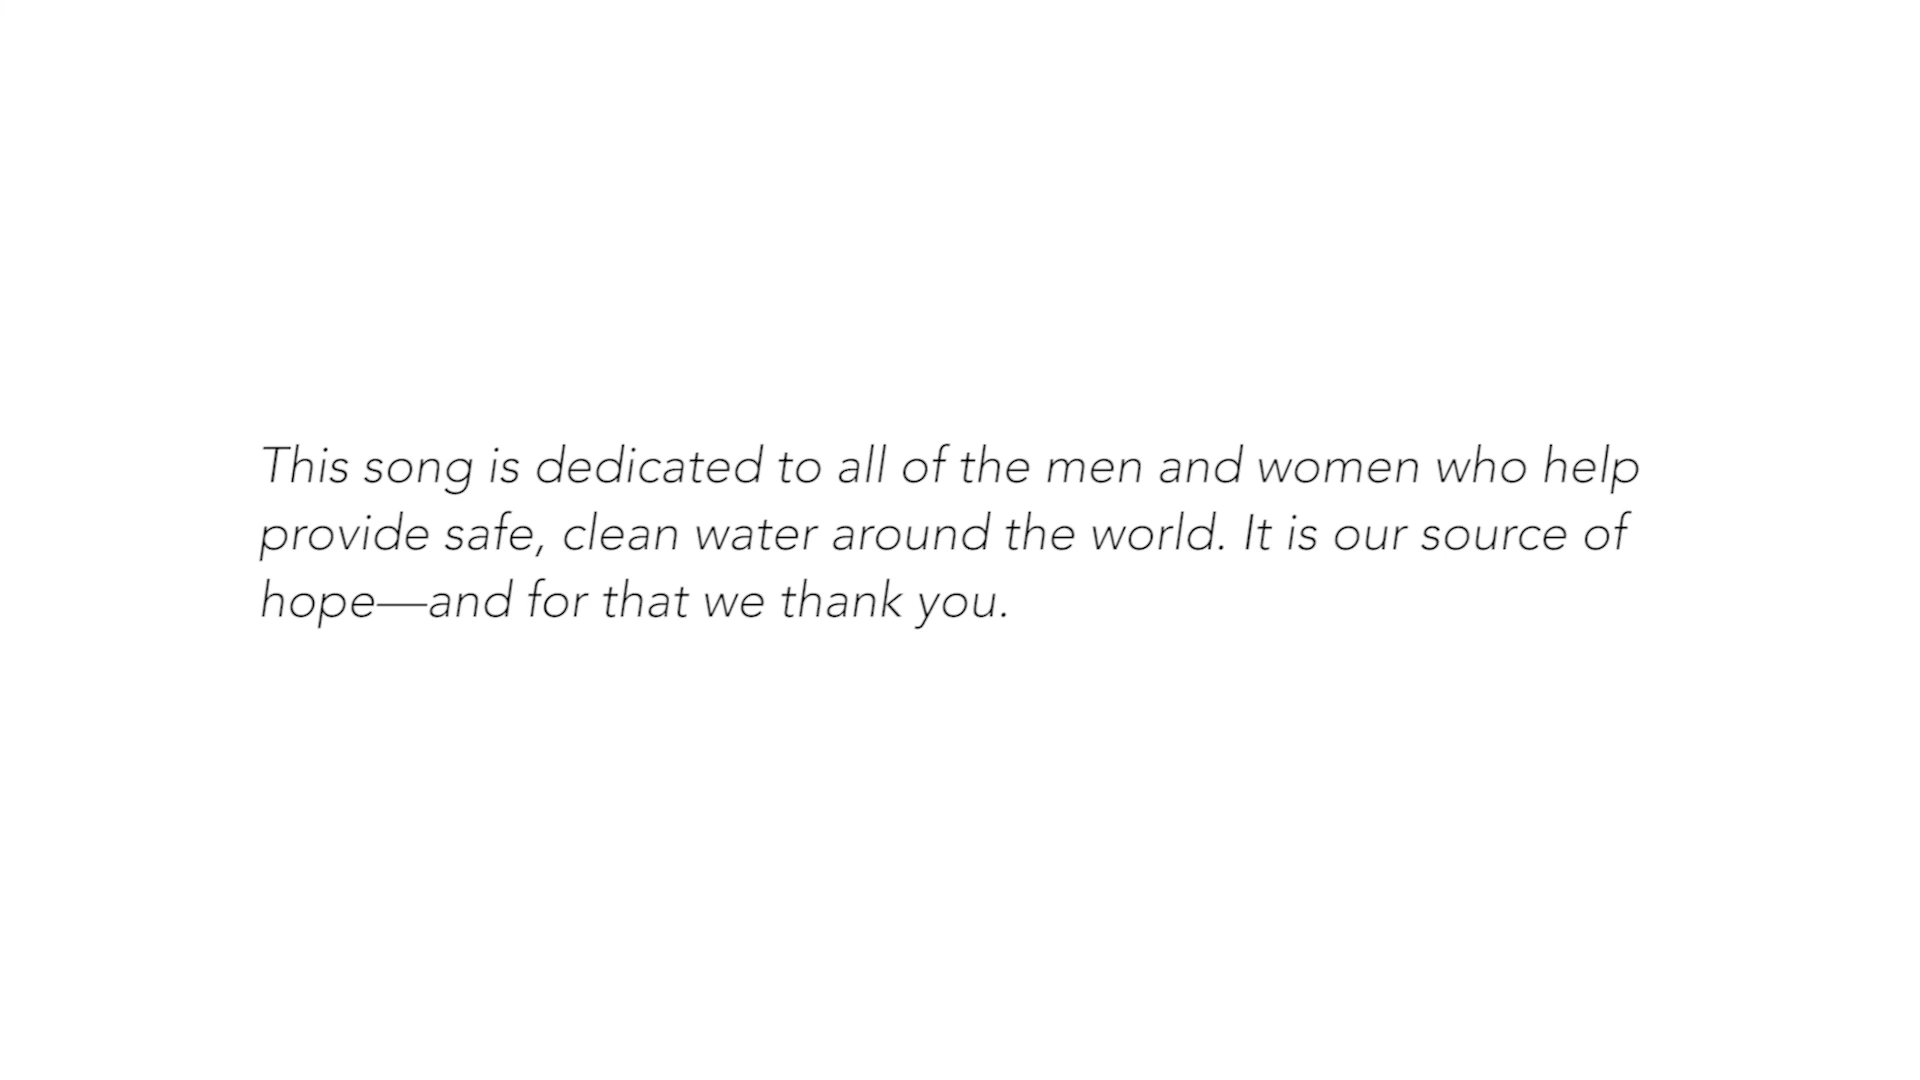 This song is dedicated to all of the men and women who help
provide safe, clean water around the world. It is our source of
hope—and for that we thank you.